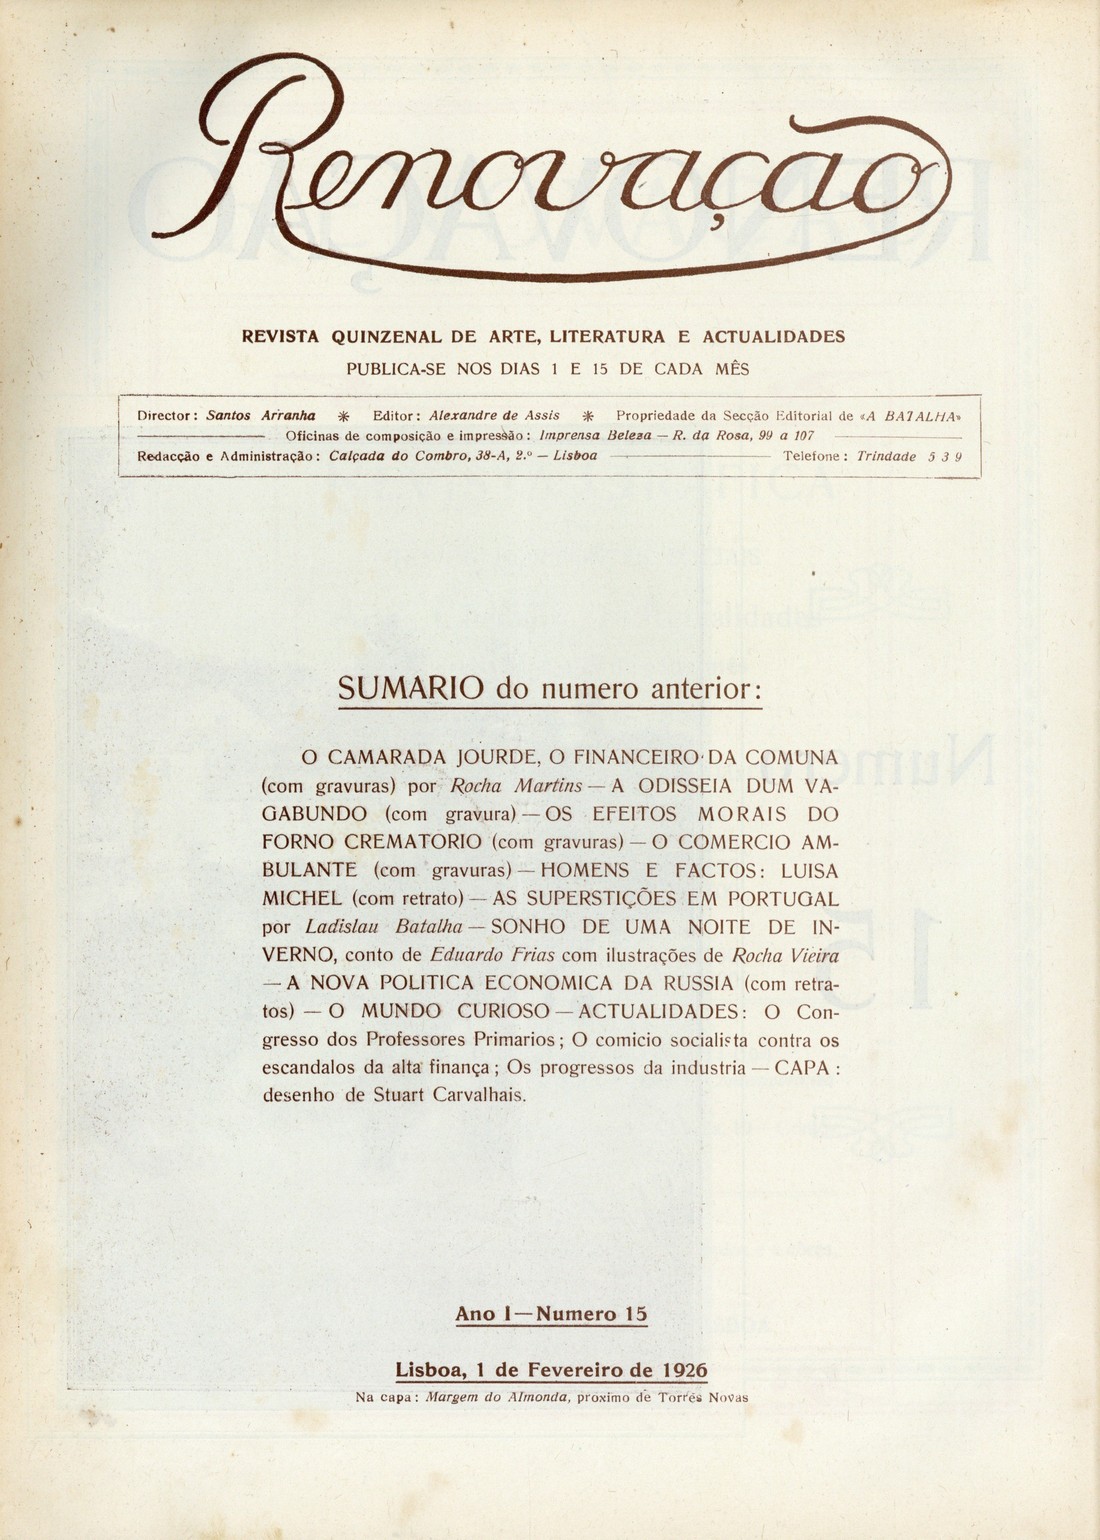 Renovação
REVISTA QUINZENAL DE ARTE, LITERATURA E ACTUALIDADES
PUBLICA-SE NOS DIAS 1 E 15 DE CADA MÊS
Director: Santos Arranha * Editor: Alexandre de Assis * Propriedade da Secção Editorial de «A BATALHA»
Oficinas de composição e impressão: Imprensa Beleza — R. da Rosa, 99 a 107
Redacção e Administração: Calçada do Combro, 38-A, 2.º — Lisboa Telefone: Trindade 5 3 9
SUMARIO do numero anterior:
O CAMARADA JOURDE, O FINANCEIRO DA COMUNA
(com gravuras) por Rocha Martins — A ODISSEIA DUM VA-
GABUNDO (com gravura) — OS EFEITOS MORAIS DO
FORNO CREMATORIO (com gravuras) — O COMERCIO AM-
BULANTE (com gravuras) — HOMENS E FACTOS: LUISA
MICHEL (com retrato) — AS SUPERSTIÇÕES EM PORTUGAL
por Ladislau Batalha — SONHO DE UMA NOITE DE IN-
VERNO, conto de Eduardo Frias com ilustrações de Rocha Vieira
— A NOVA POLITICA ECONOMICA DA RUSSIA (com retra-
tos) — O MUNDO CURIOSO — ACTUALIDADES: O Con-
gresso dos Professores Primarios; O comicio socialista contra os
escandalos da alta finança; Os progressos da industria — CAPA:
desenho de Stuart Carvalhais.
Ano I — Numero 15
Lisboa, 1 de Fevereiro de 1926
Na capa: Margem do Almonda, proximo de Torres Novas